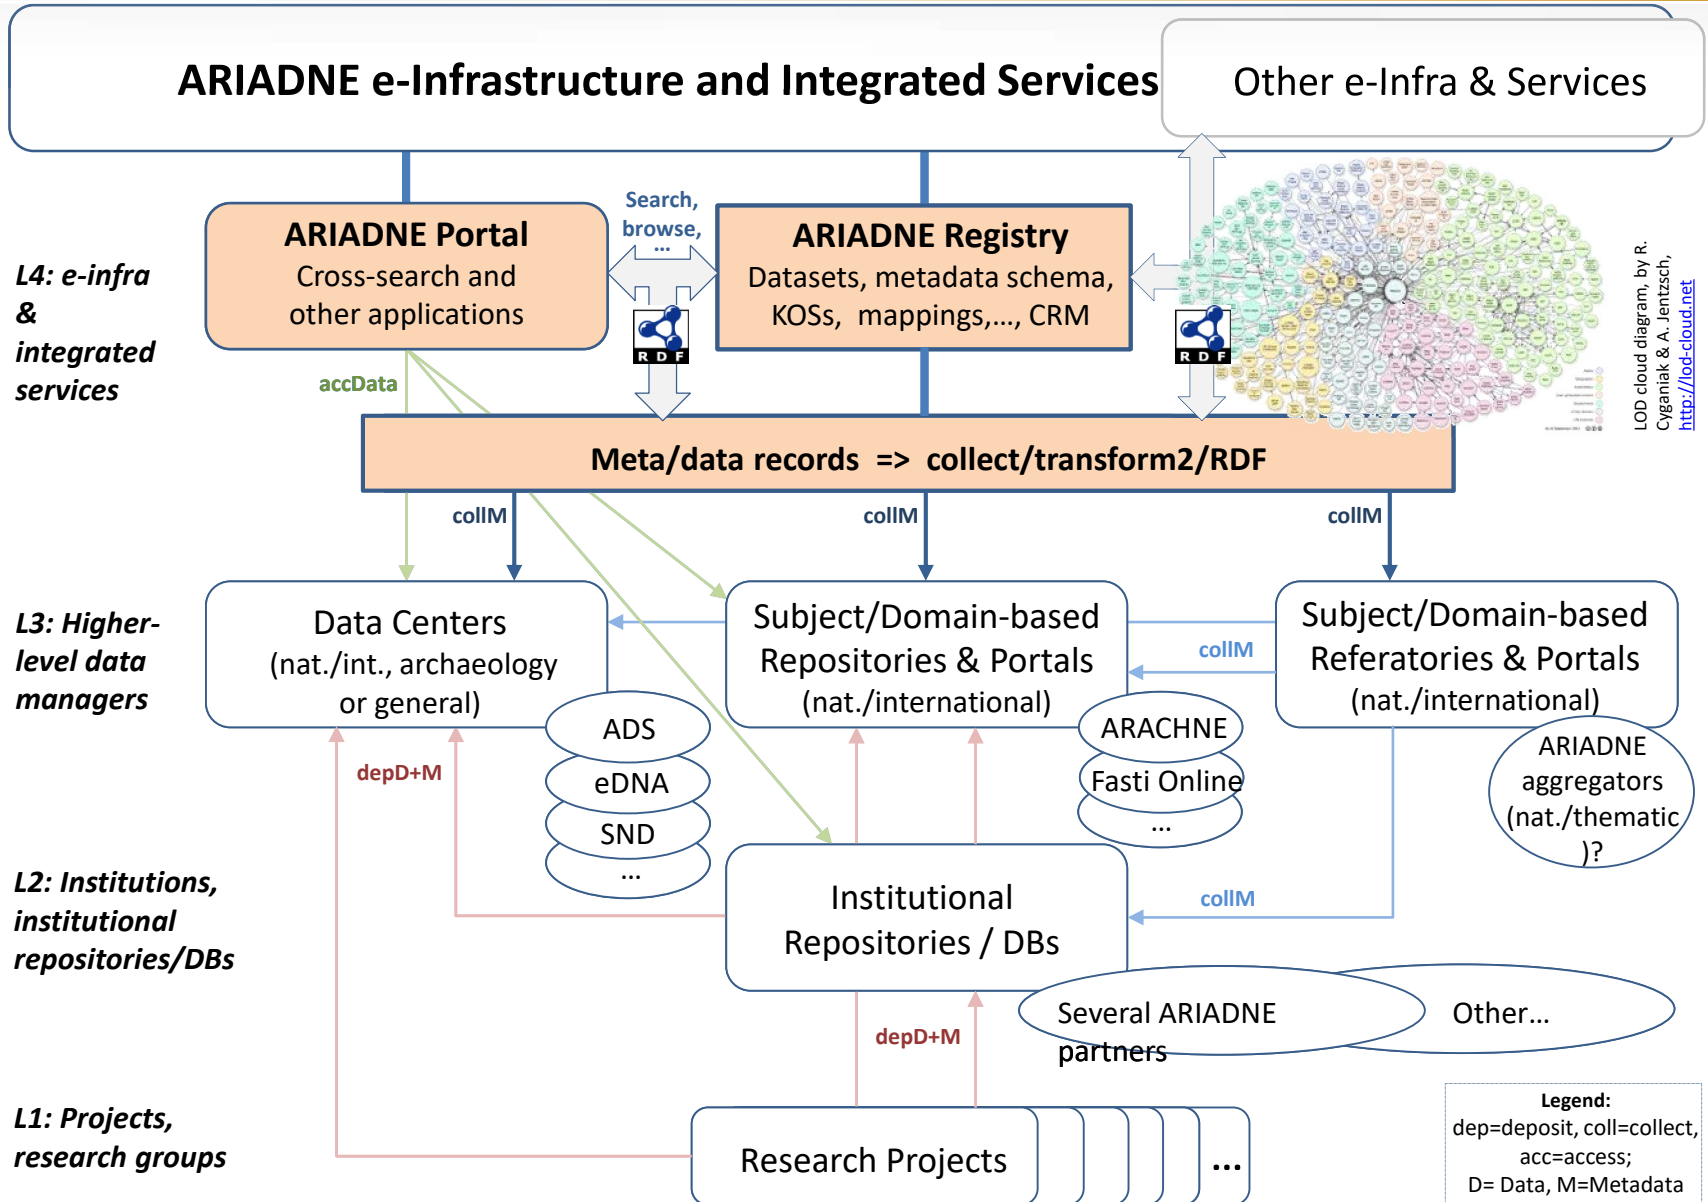 ARIADNE e-Infrastructure and Integrated Services
Other e-Infra & Services
L4: e-infra
&
integrated
services
ARIADNE Portal
Cross-search and
other applications
Search,
browse,
...
ARIADNE Registry
Datasets, metadata schema,
KOSs, mappings,..., CRM
RDF
RDF
LOD cloud diagram, by R.
Cyganiak & A. Jentzsch,
http://lod-cloud.net
accData
Meta/data records => collect/transform2/RDF
collM
collM
collM
L3: Higher-
level data
managers
Data Centers
(nat./int., archaeology
or general)
Subject/Domain-based
Repositories & Portals
(nat./international)
collM
Subject/Domain-based
Referatories & Portals
(nat./international)
ADS
eDNA
SND
...
ARACHNE
Fasti Online
...
ARIADNE
aggregators
(nat./thematic
)?
depD+M
L2: Institutions,
institutional
repositories/DBs
Institutional
Repositories / DBs
collM
Several ARIADNE
partners
Other...
depD+M
L1: Projects,
research groups
Research Projects
...
Legend:
dep=deposit, coll=collect,
acc=access;
D= Data, M=Metadata